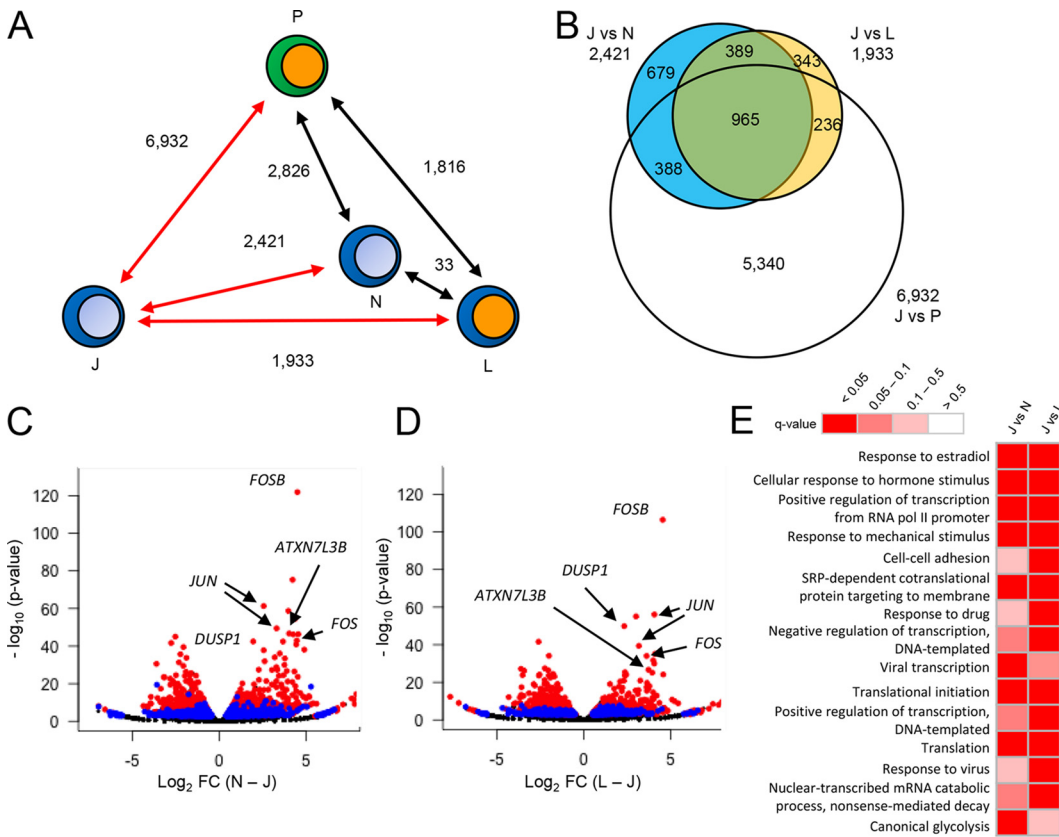 A
P
6,932
2,826
1,816
2,421
33
N
J
L
1,933
B
J vs N
2,421
J vs L
1,933
389
679
343
965
236
388
5,340
6,932
J vs P
C
120
100
80
60
40
20
0
- log10 (p-value)
FOSB
ATXN7L3B
JUN
DUSP1
FOS
-5
0
5
Log2 FC (N – J)
D
120
100
80
60
40
20
0
- log10 (p-value)
FOSB
DUSP1
ATXN7L3B
JUN
FOS
-5
0
5
Log2 FC (L – J)
E
q-value
< 0.05
0.05 – 0.1
0.1 – 0.5
> 0.5
J vs N
J vs L
Response to estradiol
Cellular response to hormone stimulus
Positive regulation of transcription
from RNA pol II promoter
Response to mechanical stimulus
Cell-cell adhesion
SRP-dependent cotranslational
protein targeting to membrane
Response to drug
Negative regulation of transcription,
DNA-templated
Viral transcription
Translational initiation
Positive regulation of transcription,
DNA-templated
Translation
Response to virus
Nuclear-transcribed mRNA catabolic
process, nonsense-mediated decay
Canonical glycolysis